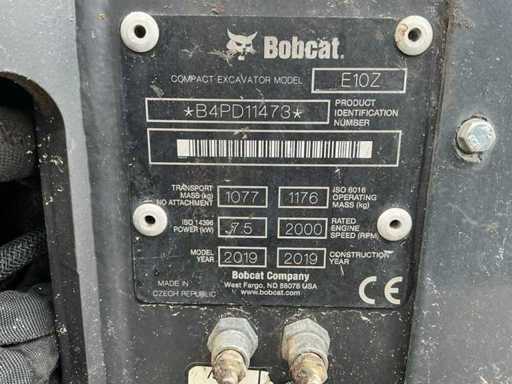 Bobcat.
COMPACT EXCAVATOR MODEL E10Z
*B4PD11473* PRODUCT IDENTIFICATION NUMBER
TRANSPORT MASS (kg) NO ATTACHMENT 1077 1176 ISO 6016 OPERATING MASS (kg)
ISO 14396 POWER (kW) 7.5 2000 RATED ENGINE SPEED (RPM)
MODEL YEAR 2019 2019 CONSTRUCTION YEAR
Bobcat Company
West Fargo, ND 58078 USA
www.bobcat.com
MADE IN CZECH REPUBLIC
CE